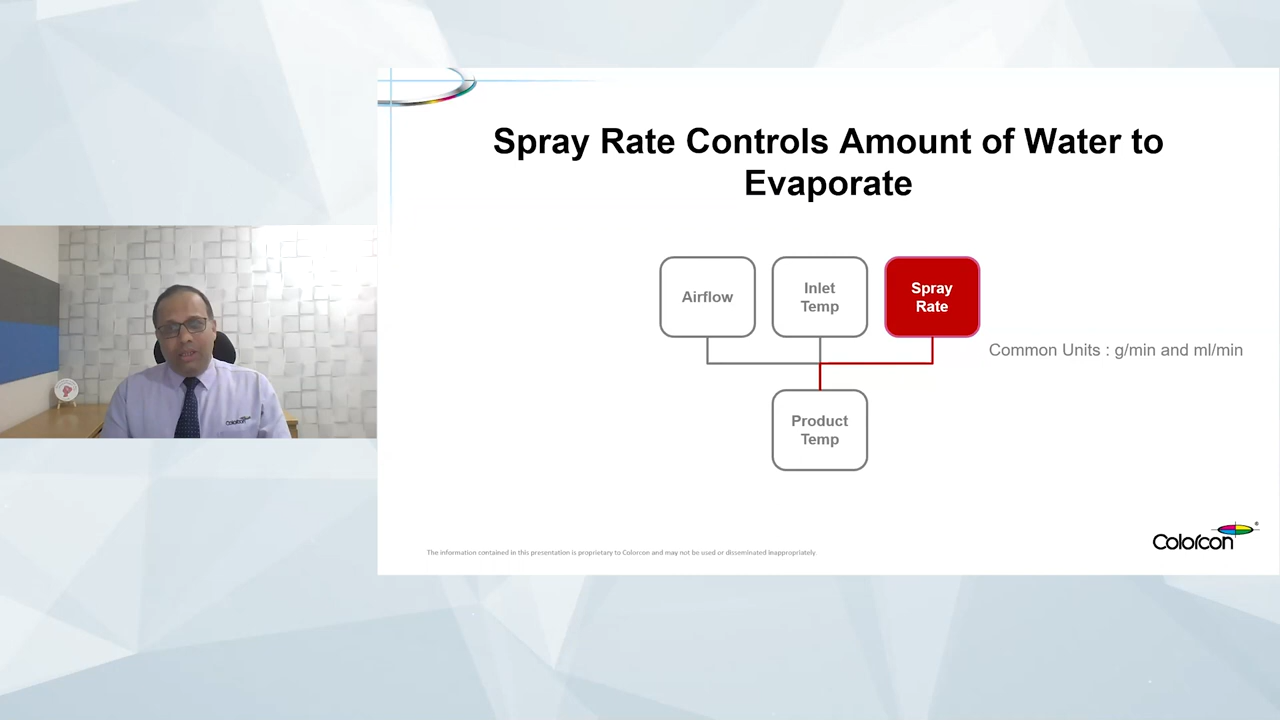 Spray Rate Controls Amount of Water to
Evaporate
Airflow
Inlet
Temp
Spray
Rate
Common Units : g/min and ml/min
Product
Temp
Colorcon
The information contained in this presentation is proprietary to Colorcon and may not be used or disseminated inappropriately.
Colorcon
®